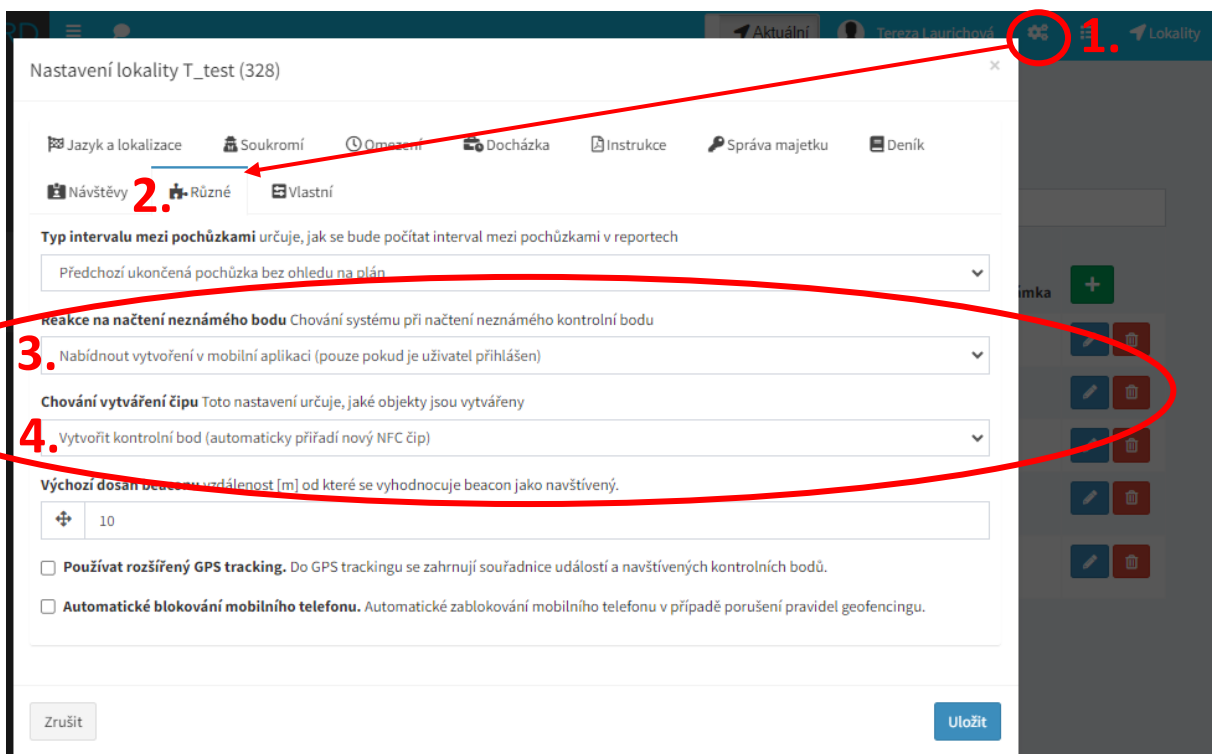 RD
Aktuální
Tereza Laurichová
1.
Lokality
Nastavení lokality T_test (328)
×
Jazyk a lokalizace
Soukromí
Omezení
Docházka
Instrukce
Správa majetku
Deník
Návštěvy
2.
Různé
Vlastní
Typ intervalu mezi pochůzkami určuje, jak se bude počítat interval mezi pochůzkami v reportech
Předchozí ukončená pochůzka bez ohledu na plán
ámka
+
Reakce na načtení neznámého bodu Chování systému při načtení neznámého kontrolní bodu
3.
Nabídnout vytvoření v mobilní aplikaci (pouze pokud je uživatel přihlášen)
Chování vytváření čipu Toto nastavení určuje, jaké objekty jsou vytvářeny
4.
Vytvořit kontrolní bod (automaticky přiřadí nový NFC čip)
Výchozí dosah beaconu vzdálenost [m] od které se vyhodnocuje beacon jako navštívený.
10
Používat rozšířený GPS tracking. Do GPS trackingu se zahrnují souřadnice událostí a navštívených kontrolních bodů.
Automatické blokování mobilního telefonu. Automatické zablokování mobilního telefonu v případě porušení pravidel geofencingu.
Zrušit
Uložit